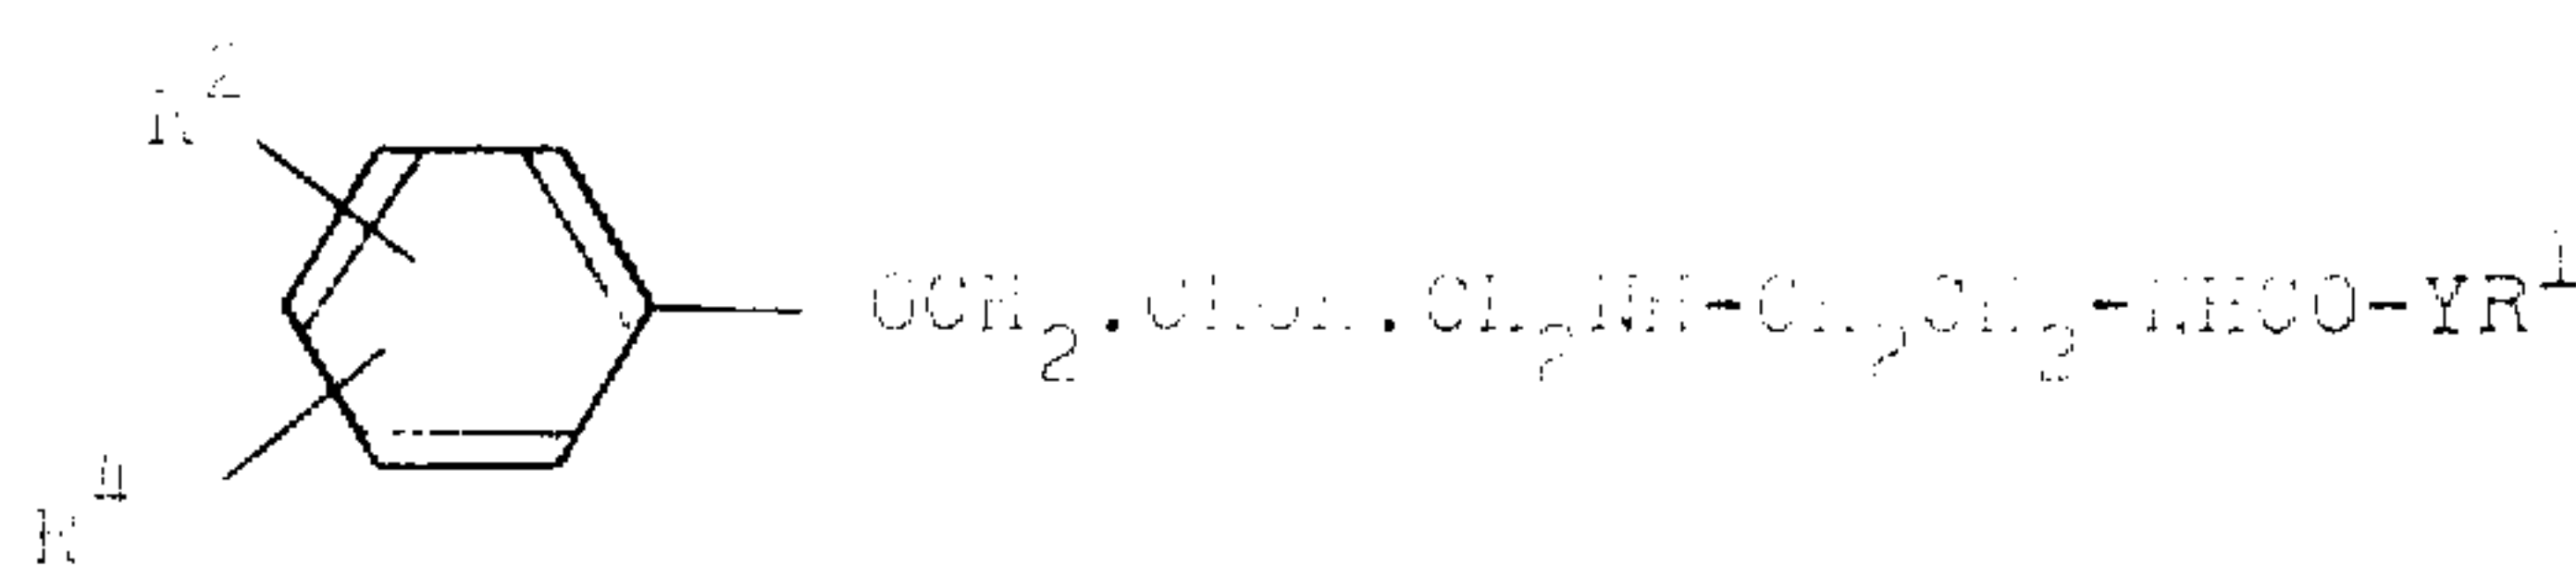 R²
OCH₂.CHOH.CH₂NH-CH₂CH₂-NHCO-YR¹
R⁴